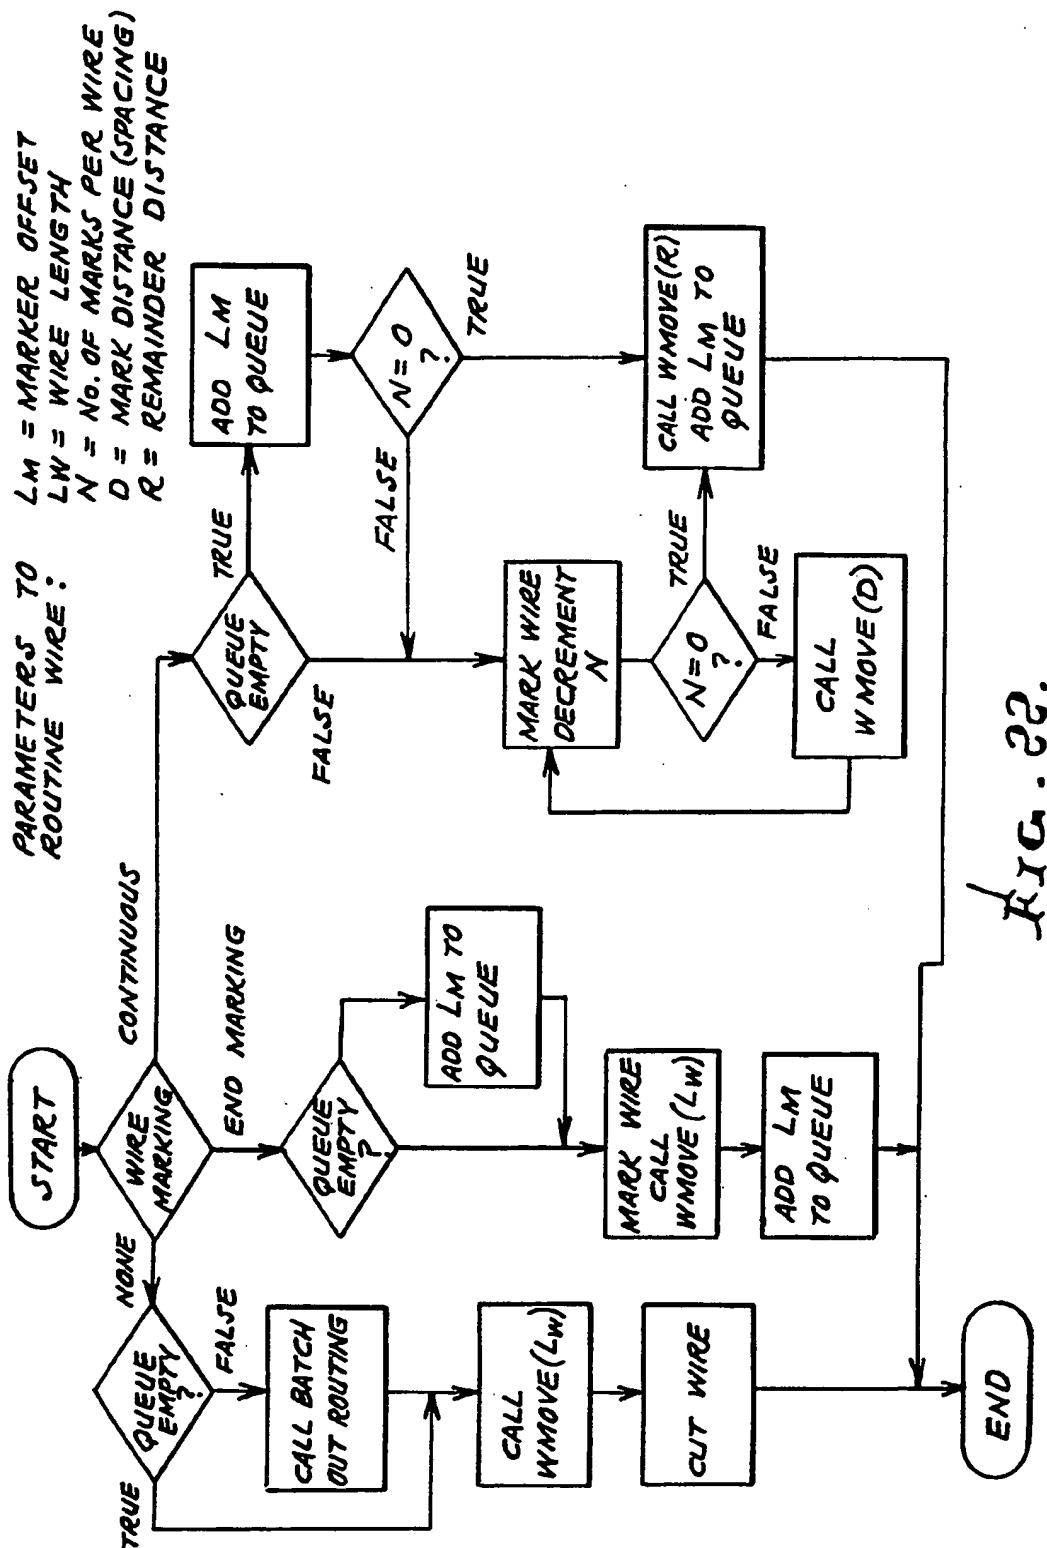 PARAMETERS TO
ROUTINE WIRE:
LM = MARKER OFFSET
LW = WIRE LENGTH
N = NO. OF MARKS PER WIRE
D = MARK DISTANCE (SPACING)
R = REMAINDER DISTANCE
START
WIRE
MARKING
NONE
END MARKING
CONTINUOUS
QUEUE
EMPTY
?
TRUE
FALSE
CALL BATCH
OUT ROUTING
CALL
WMOVE(LW)
CUT WIRE
QUEUE
EMPTY
?
ADD LM TO
QUEUE
MARK WIRE
CALL
WMOVE(LW)
ADD LM
TO QUEUE
QUEUE
EMPTY
TRUE
FALSE
ADD LM
TO QUEUE
N=0
?
FALSE
TRUE
MARK WIRE
DECREMENT
N
N=0
?
TRUE
FALSE
CALL
WMOVE(D)
CALL WMOVE(R)
ADD LM TO
QUEUE
END
FIG. 22.